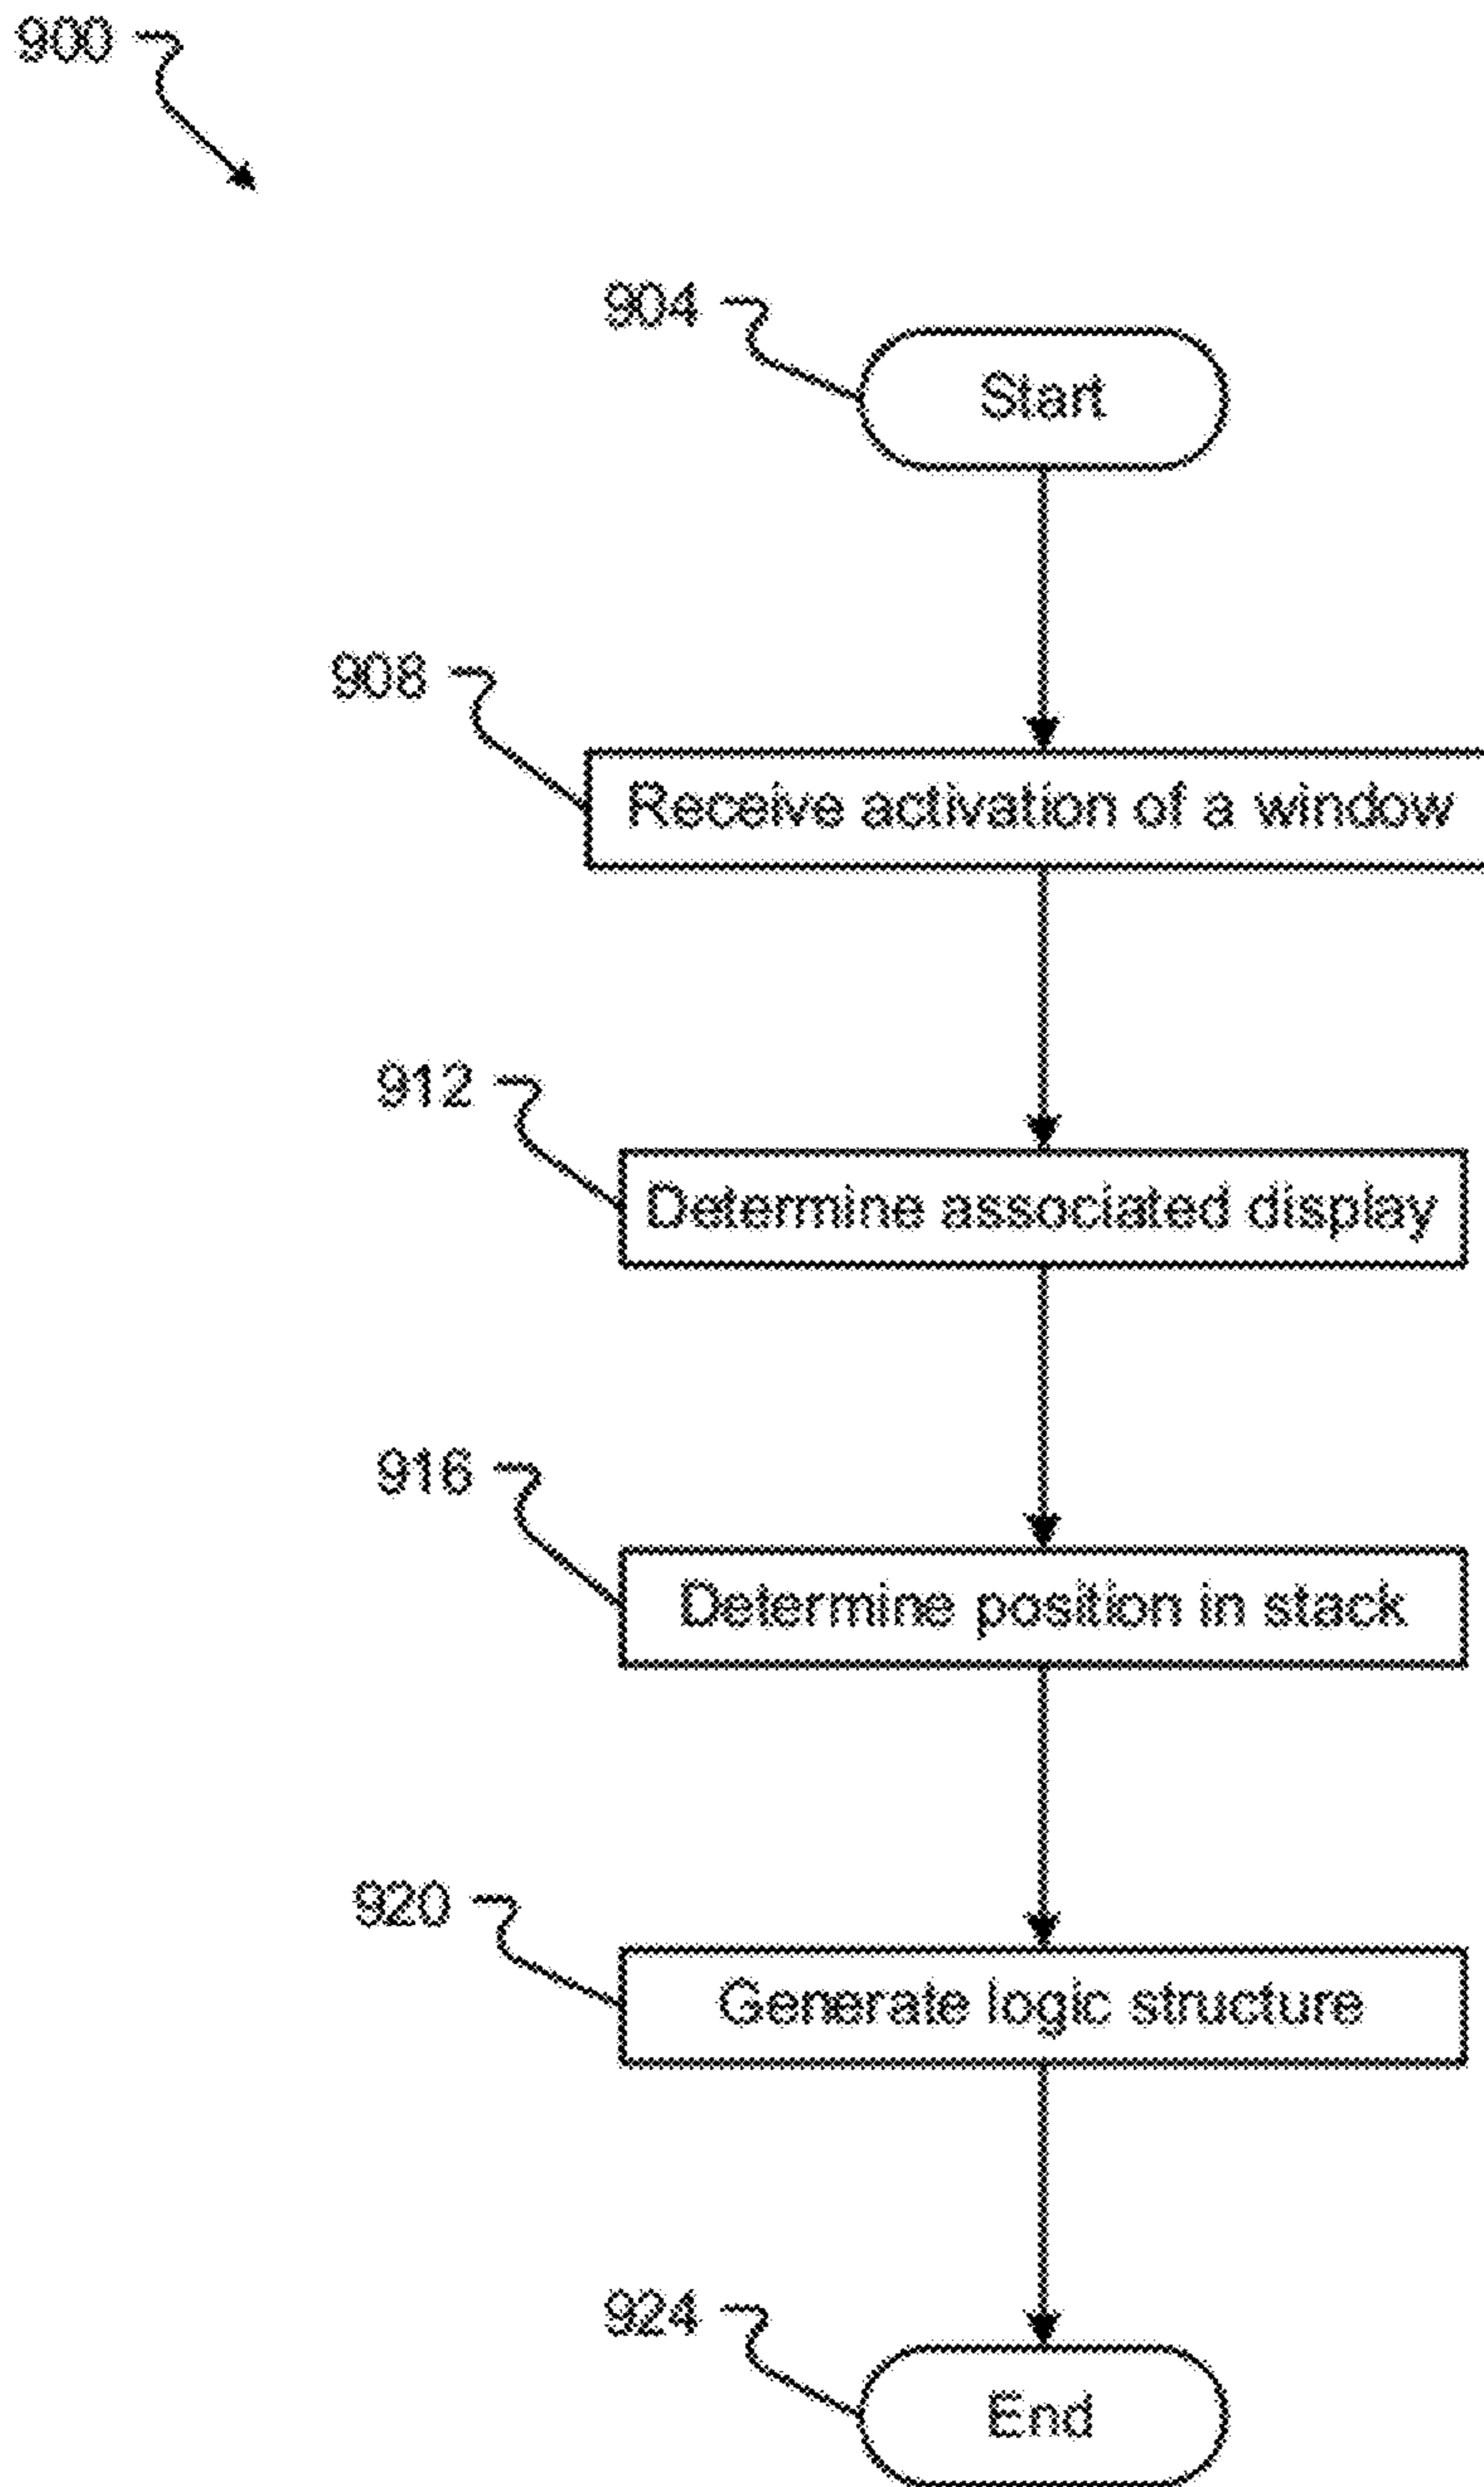 900
904
Start
908
Receive activation of a window
912
Determine associated display
916
Determine position in stack
920
Generate logic structure
924
End